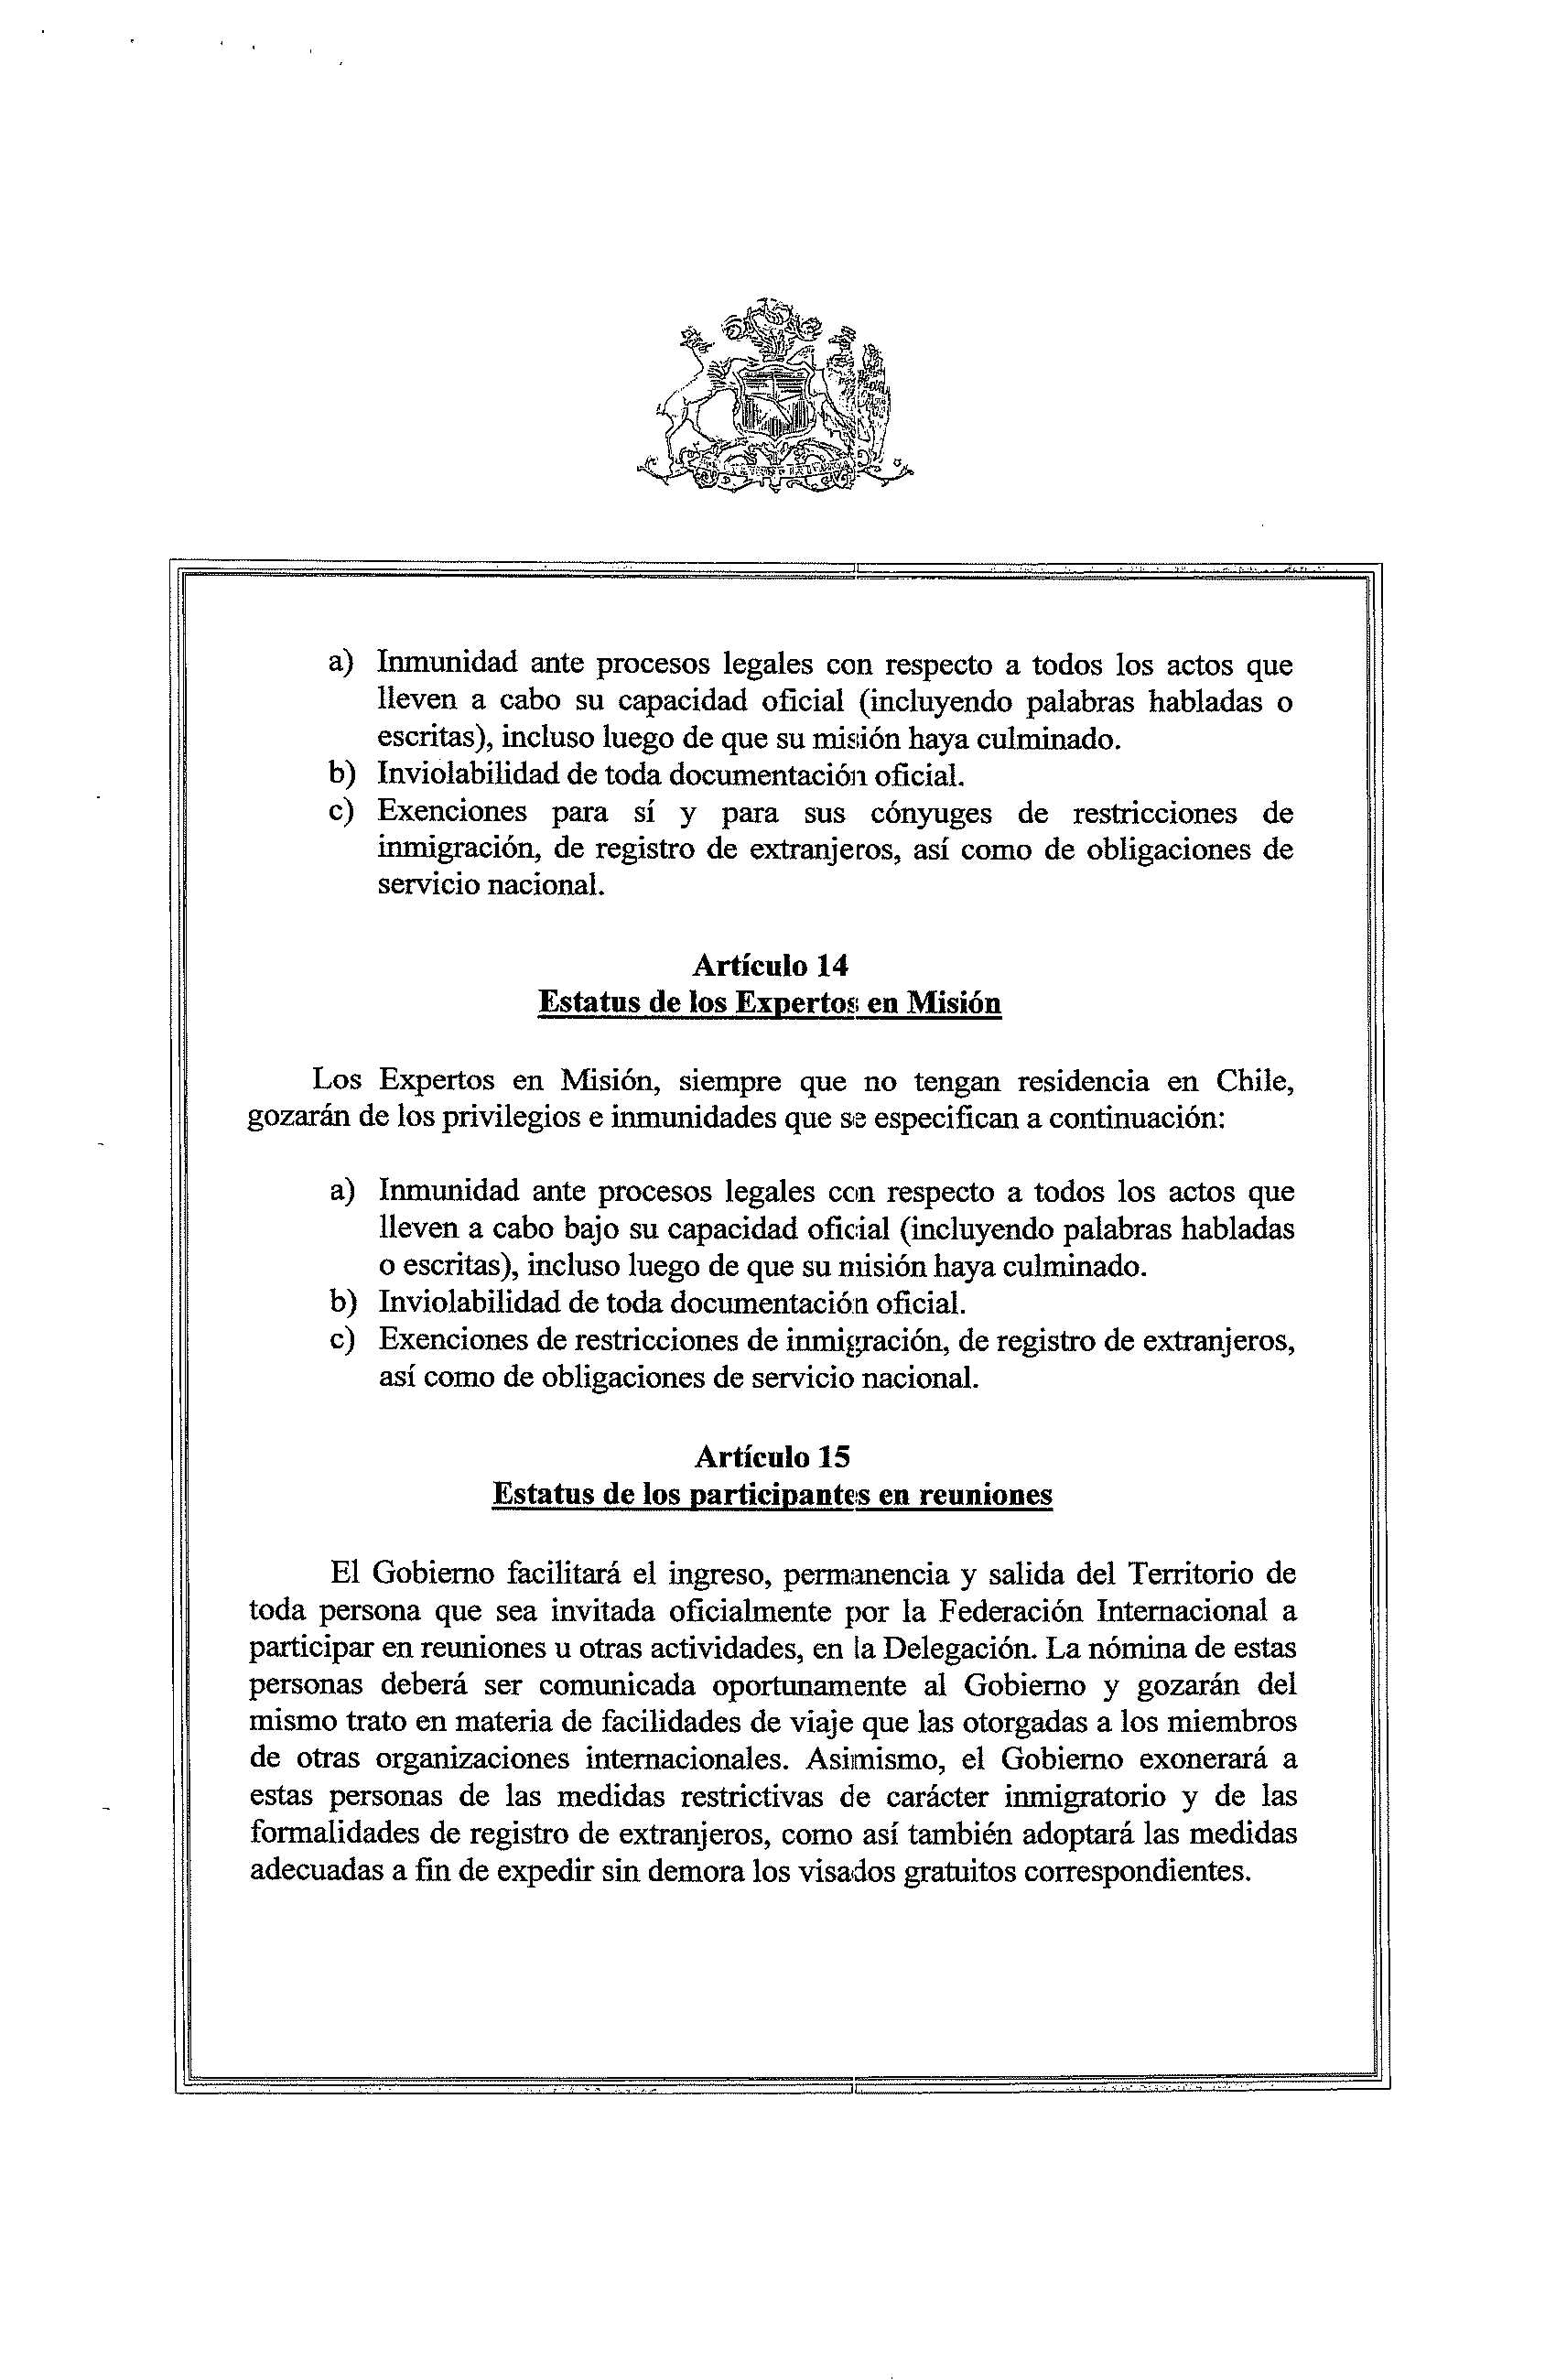 a) Inmunidad ante procesos legales con respecto a todos los actos que
lleven a cabo su capacidad oficial (incluyendo palabras habladas o
escritas), incluso luego de que su misión haya culminado.
b) Inviolabilidad de toda documentación oficial.
c) Exenciones para sí y para sus cónyuges de restricciones de
inmigración, de registro de extranjeros, así como de obligaciones de
servicio nacional.
Artículo 14
Estatus de los Expertos en Misión
Los Expertos en Misión, siempre que no tengan residencia en Chile,
gozarán de los privilegios e inmunidades que se especifican a continuación:
a) Inmunidad ante procesos legales con respecto a todos los actos que
lleven a cabo bajo su capacidad oficial (incluyendo palabras habladas
o escritas), incluso luego de que su misión haya culminado.
b) Inviolabilidad de toda documentación oficial.
c) Exenciones de restricciones de inmigración, de registro de extranjeros,
así como de obligaciones de servicio nacional.
Artículo 15
Estatus de los participantes en reuniones
El Gobierno facilitará el ingreso, permanencia y salida del Territorio de
toda persona que sea invitada oficialmente por la Federación Internacional a
participar en reuniones u otras actividades, en la Delegación. La nómina de estas
personas deberá ser comunicada oportunamente al Gobierno y gozarán del
mismo trato en materia de facilidades de viaje que las otorgadas a los miembros
de otras organizaciones internacionales. Asimismo, el Gobierno exonerará a
estas personas de las medidas restrictivas de carácter inmigratorio y de las
formalidades de registro de extranjeros, como así también adoptará las medidas
adecuadas a fin de expedir sin demora los visados gratuitos correspondientes.